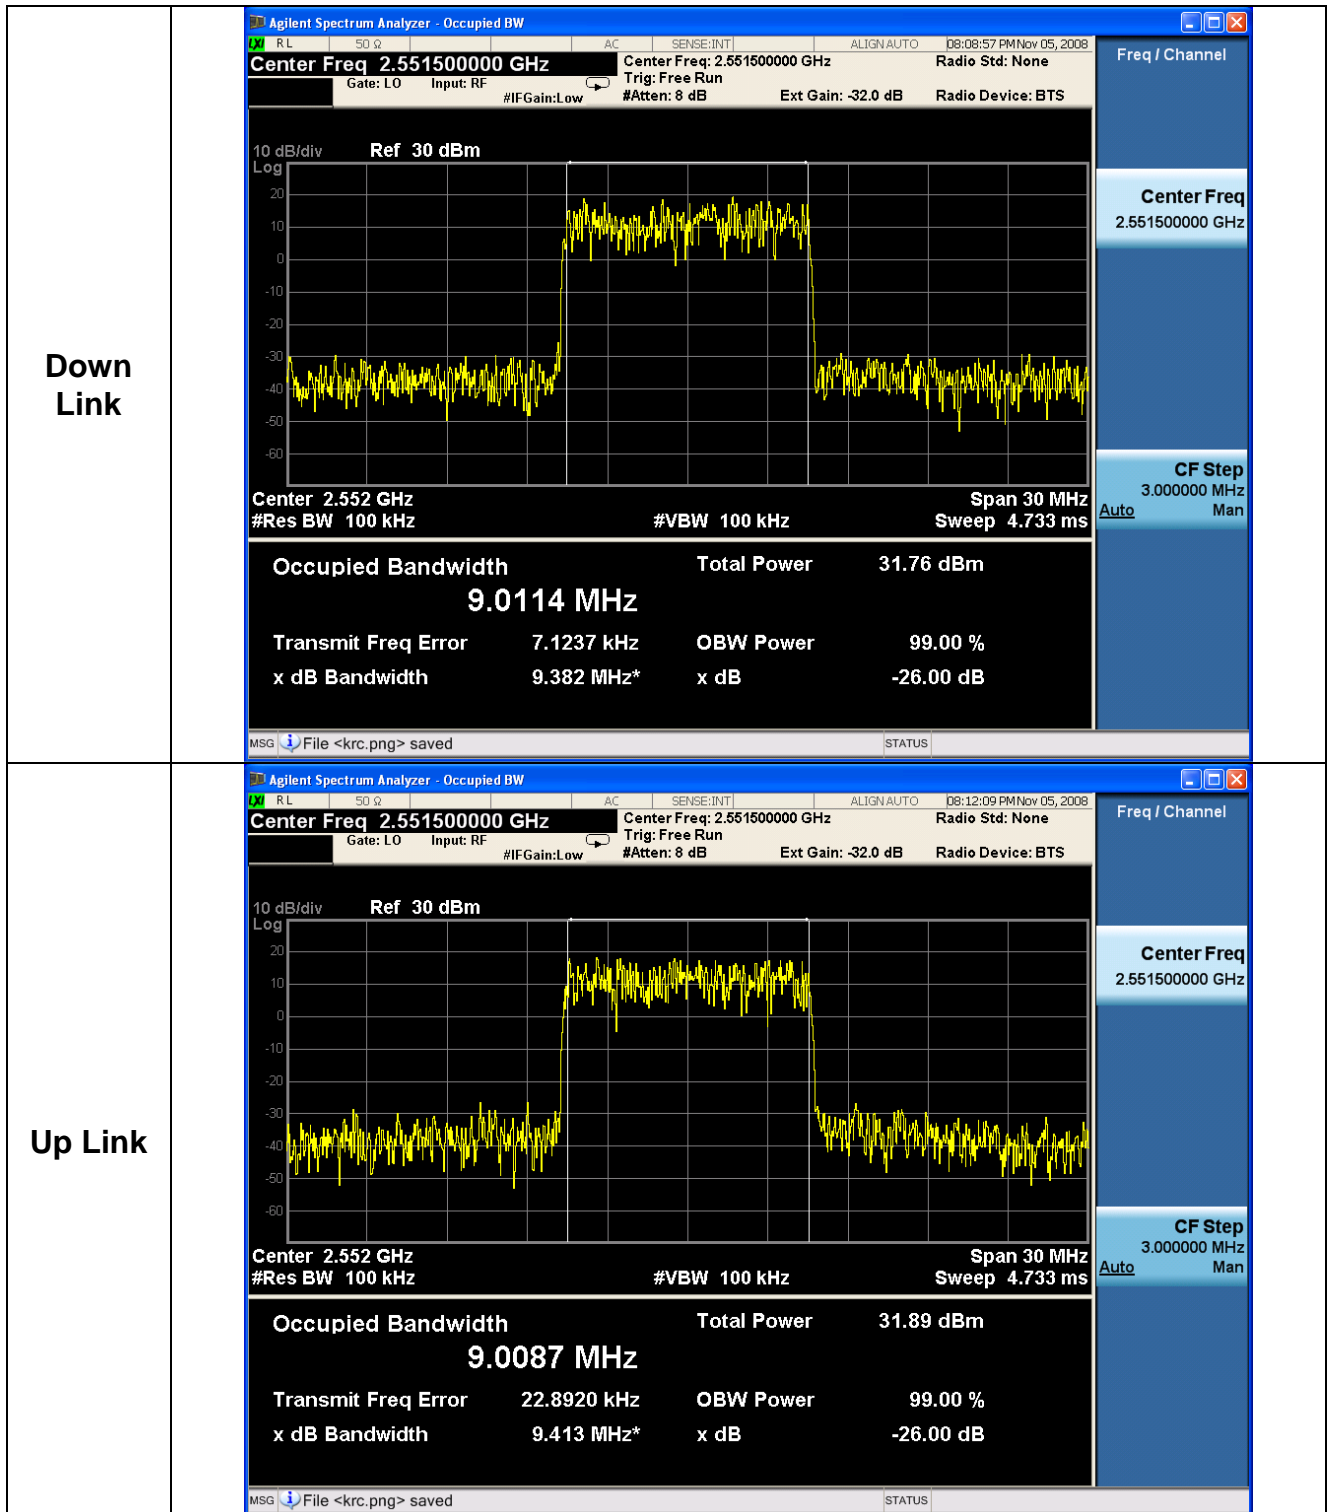 Down
Link
Agilent Spectrum Analyzer - Occupied BW
LXI RL 50 Ω AC SENSE:INT ALIGN AUTO 08:08:57 PM Nov 05, 2008
Center Freq 2.551500000 GHz
Center Freq: 2.551500000 GHz Radio Std: None
Gate: LO Input: RF Trig: Free Run
#IFGain:Low #Atten: 8 dB Ext Gain: -32.0 dB Radio Device: BTS
10 dB/div Ref 30 dBm
Log
20
10
0
-10
-20
-30
-40
-50
-60
Center 2.552 GHz Span 30 MHz
#Res BW 100 kHz #VBW 100 kHz Sweep 4.733 ms
Occupied Bandwidth Total Power 31.76 dBm
9.0114 MHz
Transmit Freq Error 7.1237 kHz OBW Power 99.00 %
x dB Bandwidth 9.382 MHz* x dB -26.00 dB
MSG File <krc.png> saved STATUS
Freq / Channel
Center Freq
2.551500000 GHz
CF Step
3.000000 MHz
Auto Man
Up Link
Agilent Spectrum Analyzer - Occupied BW
LXI RL 50 Ω AC SENSE:INT ALIGN AUTO 08:12:09 PM Nov 05, 2008
Center Freq 2.551500000 GHz
Center Freq: 2.551500000 GHz Radio Std: None
Gate: LO Input: RF Trig: Free Run
#IFGain:Low #Atten: 8 dB Ext Gain: -32.0 dB Radio Device: BTS
10 dB/div Ref 30 dBm
Log
20
10
0
-10
-20
-30
-40
-50
-60
Center 2.552 GHz Span 30 MHz
#Res BW 100 kHz #VBW 100 kHz Sweep 4.733 ms
Occupied Bandwidth Total Power 31.89 dBm
9.0087 MHz
Transmit Freq Error 22.8920 kHz OBW Power 99.00 %
x dB Bandwidth 9.413 MHz* x dB -26.00 dB
MSG File <krc.png> saved STATUS
Freq / Channel
Center Freq
2.551500000 GHz
CF Step
3.000000 MHz
Auto Man